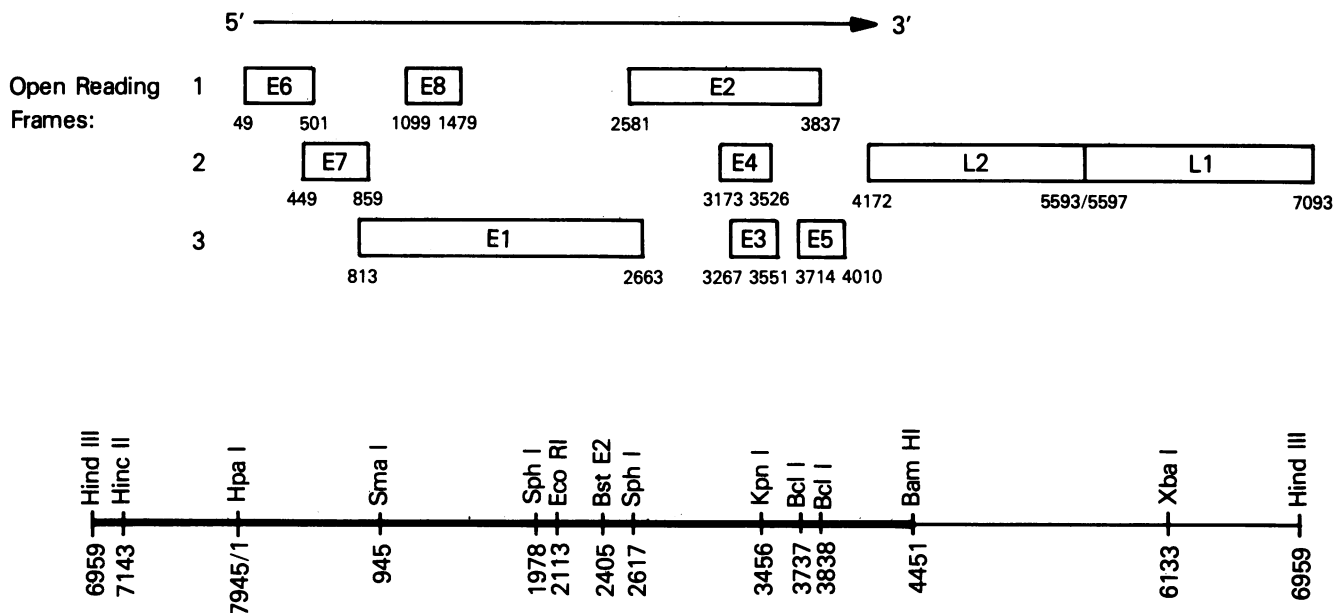 5′ 3′
Open Reading 1 E6 E8 E2
Frames: 49 501 1099 1479 2581 3837
2 E7 E4 L2 L1
449 859 3173 3526 4172 5593/5597 7093
3 E1 E3 E5
813 2663 3267 3551 3714 4010
Hind III Hinc II Hpa I Sma I Sph I Eco RI Bst E2 Sph I Kpn I Bcl I Bcl I Bam HI Xba I Hind III
6959 7143 7945/1 945 1978 2113 2405 2617 3456 3737 3838 4451 6133 6959